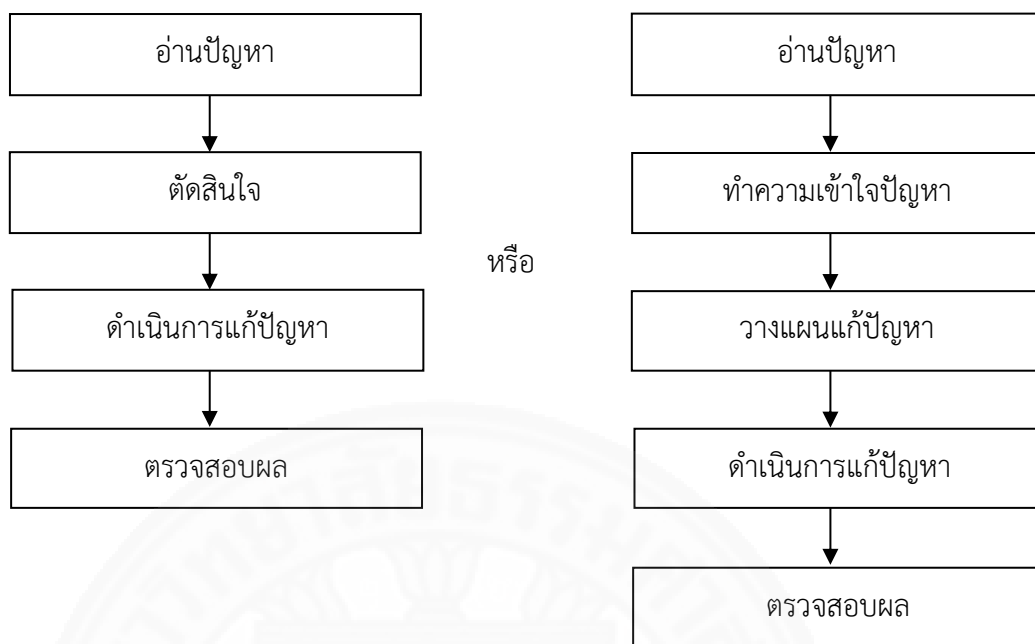 อ่านปัญหา
ตัดสินใจ
ดำเนินการแก้ปัญหา
ตรวจสอบผล
หรือ
อ่านปัญหา
ทำความเข้าใจปัญหา
วางแผนแก้ปัญหา
ดำเนินการแก้ปัญหา
ตรวจสอบผล